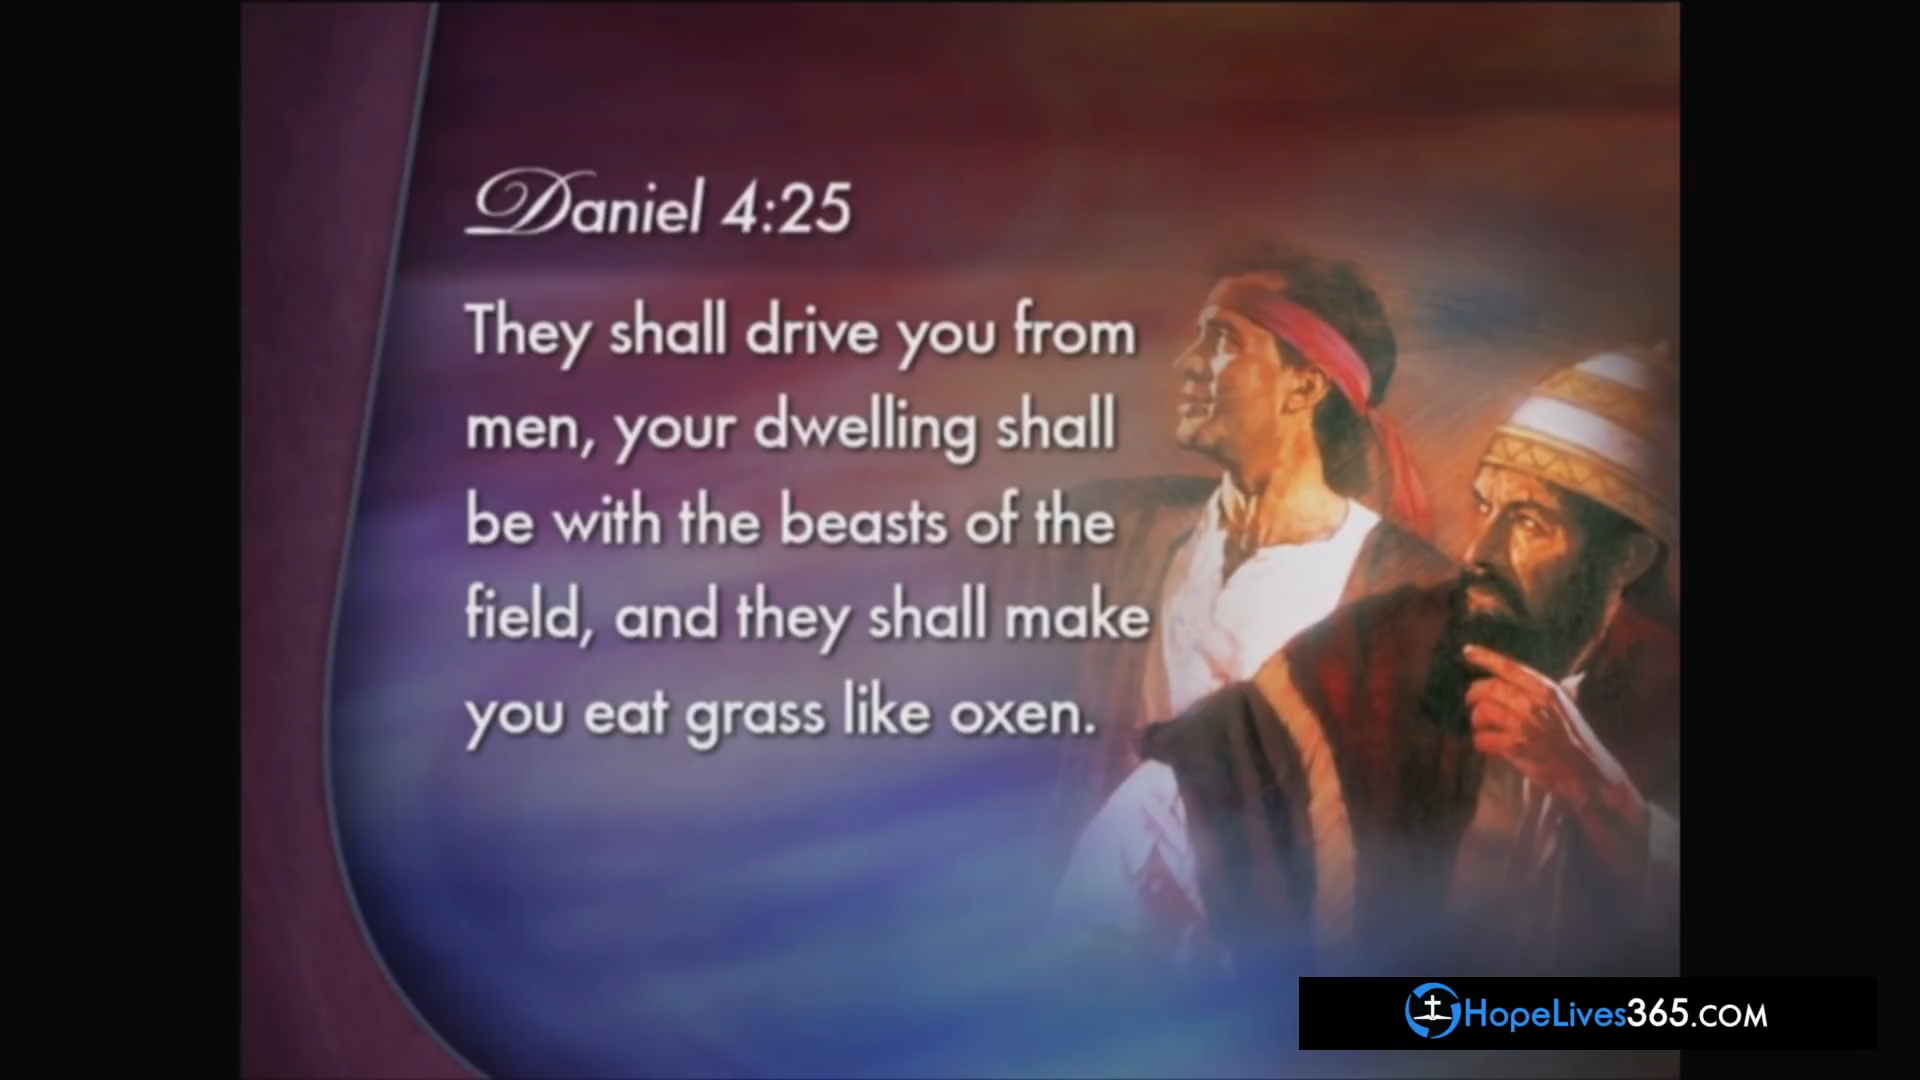 Daniel 4:25
They shall drive you from
men, your dwelling shall
be with the beasts of the
field, and they shall make
you eat grass like oxen.
HopeLives365.COM